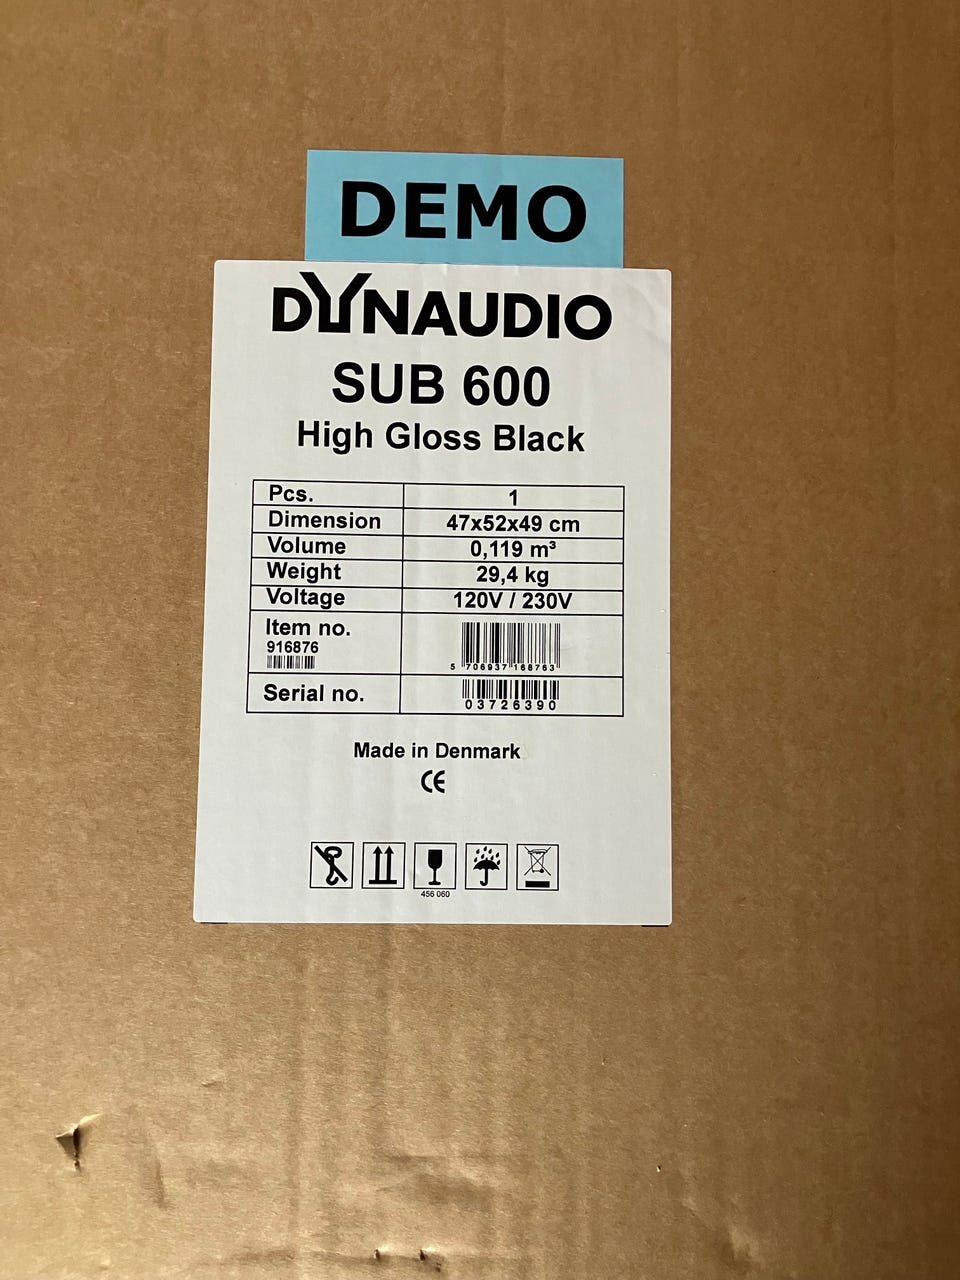 DEMO
DYNAUDIO
SUB 600
High Gloss Black
Pcs. 1
Dimension 47x52x49 cm
Volume 0,119 m³
Weight 29,4 kg
Voltage 120V / 230V
Item no.
916876
5 706937 168763
Serial no.
03726390
Made in Denmark
CE
456 060